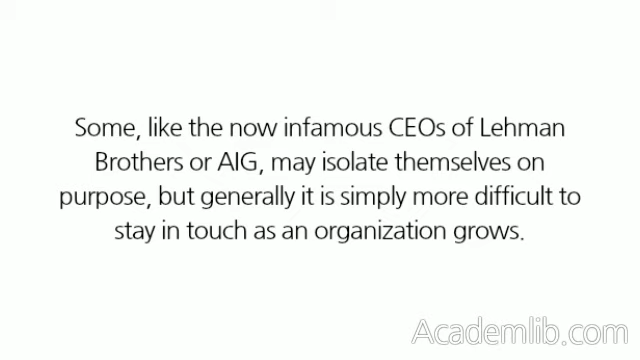 Some, like the now infamous CEOs of Lehman
Brothers or AIG, may isolate themselves on
purpose, but generally it is simply more difficult to
stay in touch as an organization grows.
Academlib.com